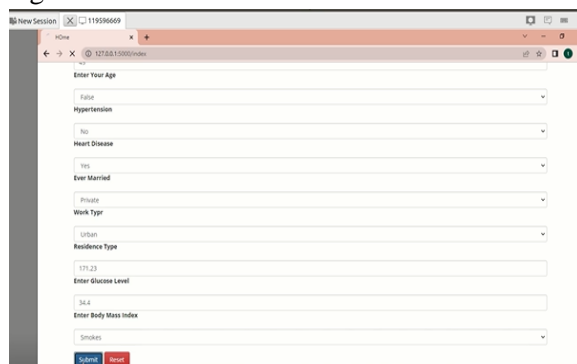 New Session
119596669
HOne
127.0.0.1:5000/index
Enter Your Age
False
Hypertension
No
Heart Disease
Yes
Ever Married
Private
Work Typr
Urban
Residence Type
171.23
Enter Glucose Level
34.4
Enter Body Mass Index
Smokes
Submit Reset